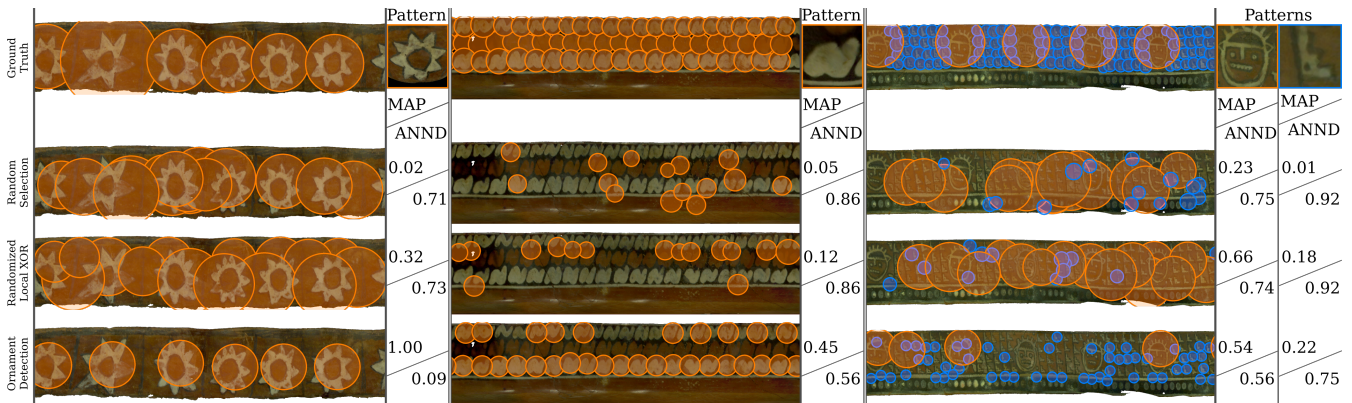 Ground
Truth
Pattern
Pattern
Patterns
MAP
ANND
MAP
ANND
MAP
ANND
MAP
ANND
Random
Selection
0.02
0.71
0.05
0.86
0.23
0.75
0.01
0.92
Randomized
Local XOR
0.32
0.73
0.12
0.86
0.66
0.74
0.18
0.92
Ornament
Detection
1.00
0.09
0.45
0.56
0.54
0.56
0.22
0.75